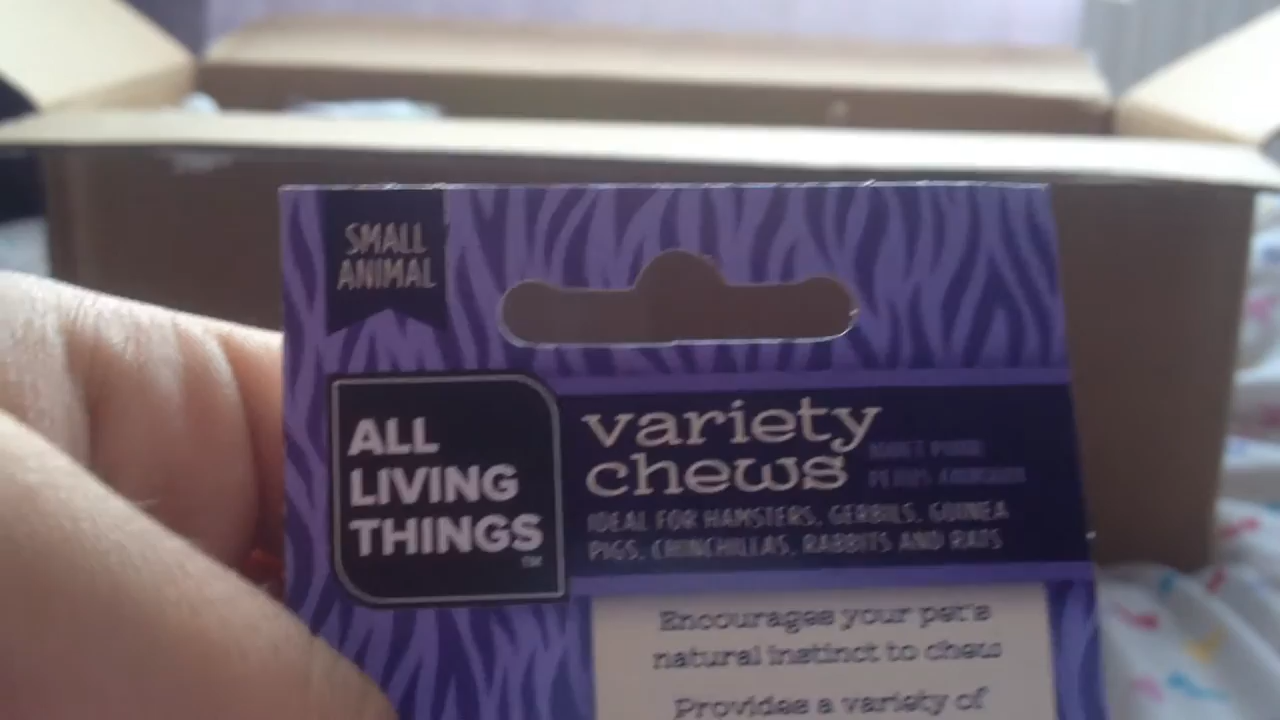 SMALL
ANIMAL
ALL
LIVING
THINGS™
variety
chews
IDEAL FOR HAMSTERS, GERBILS, GUINEA
PIGS, CHINCHILLAS, RABBITS AND RATS
Encourages your pet's
natural instinct to chew
Provides a variety of